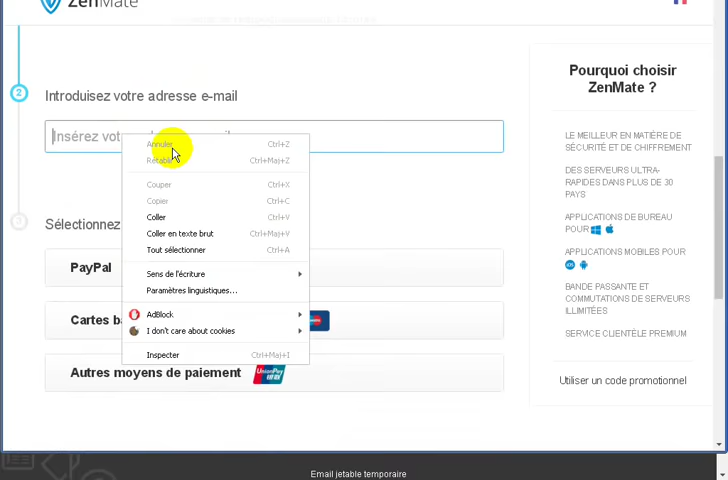 ZenMate
2
Introduisez votre adresse e-mail
Insérez vot
Annuler Ctrl+Z
Rétablir Ctrl+Maj+Z
Couper Ctrl+X
Copier Ctrl+C
Coller Ctrl+V
Coller en texte brut Ctrl+Maj+V
Tout sélectionner Ctrl+A
Sens de l'écriture
Paramètres linguistiques...
AdBlock
I don't care about cookies
Inspecter Ctrl+Maj+I
3
Sélectionnez
PayPal
Cartes ba
Autres moyens de paiement
UnionPay
Pourquoi choisir
ZenMate ?
LE MEILLEUR EN MATIÈRE DE
SÉCURITÉ ET DE CHIFFREMENT
DES SERVEURS ULTRA-
RAPIDES DANS PLUS DE 30
PAYS
APPLICATIONS DE BUREAU
POUR
APPLICATIONS MOBILES POUR
iOS
BANDE PASSANTE ET
COMMUTATIONS DE SERVEURS
ILLIMITÉES
SERVICE CLIENTÈLE PREMIUM
Utiliser un code promotionnel
Email jetable temporaire